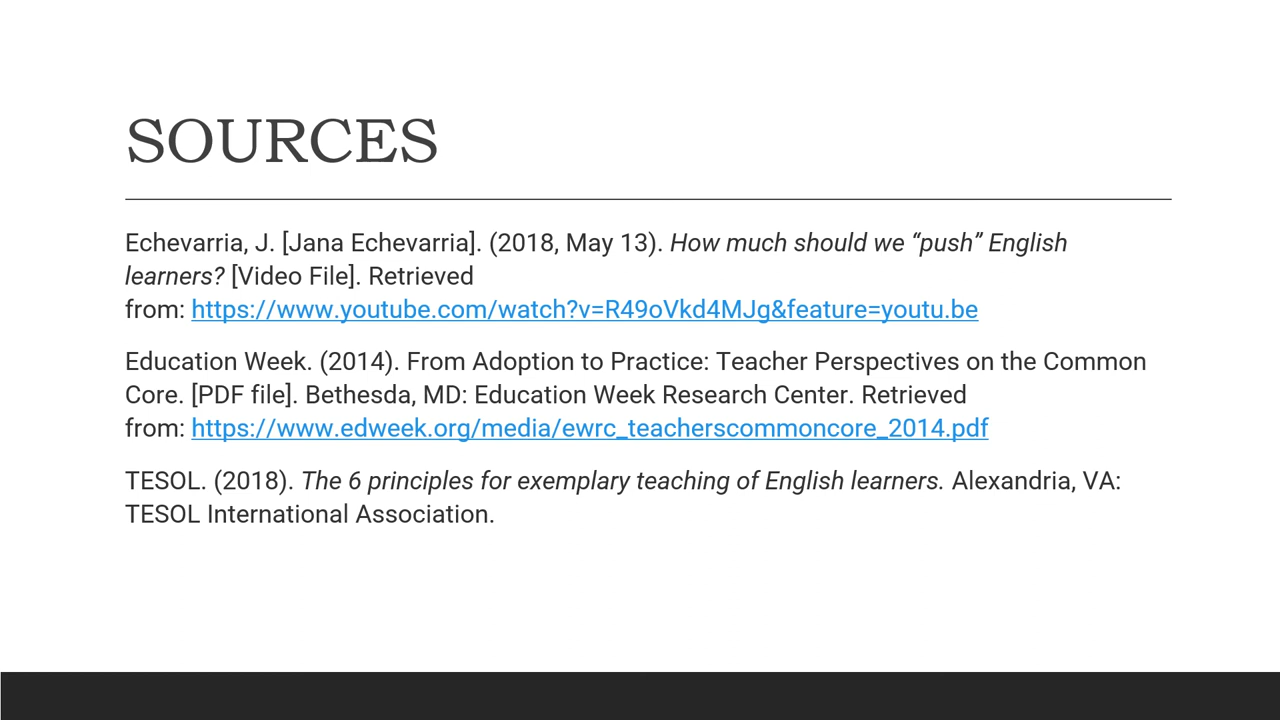 SOURCES
Echevarria, J. [Jana Echevarria]. (2018, May 13). How much should we “push” English
learners? [Video File]. Retrieved
from: https://www.youtube.com/watch?v=R49oVkd4MJg&feature=youtu.be
Education Week. (2014). From Adoption to Practice: Teacher Perspectives on the Common
Core. [PDF file]. Bethesda, MD: Education Week Research Center. Retrieved
from: https://www.edweek.org/media/ewrc_teacherscommoncore_2014.pdf
TESOL. (2018). The 6 principles for exemplary teaching of English learners. Alexandria, VA:
TESOL International Association.